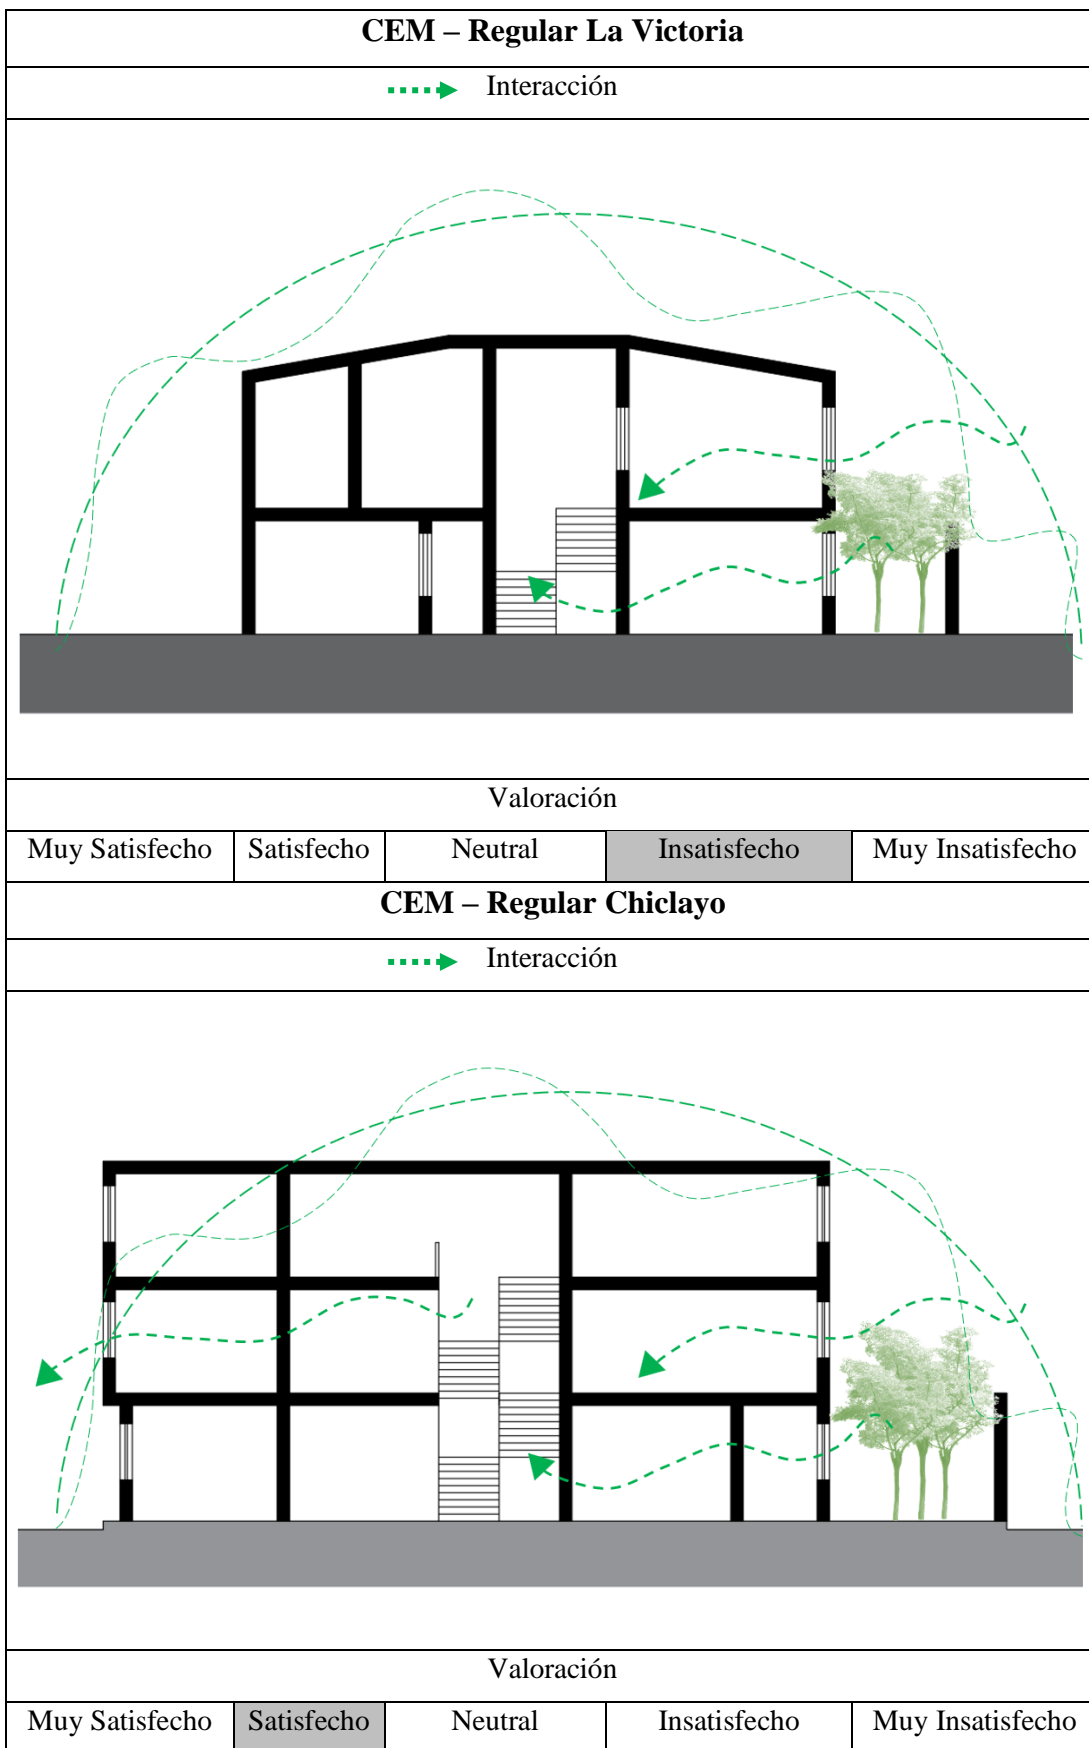 CEM – Regular La Victoria
Interacción
Valoración
Muy Satisfecho Satisfecho Neutral Insatisfecho Muy Insatisfecho
CEM – Regular Chiclayo
Interacción
Valoración
Muy Satisfecho Satisfecho Neutral Insatisfecho Muy Insatisfecho